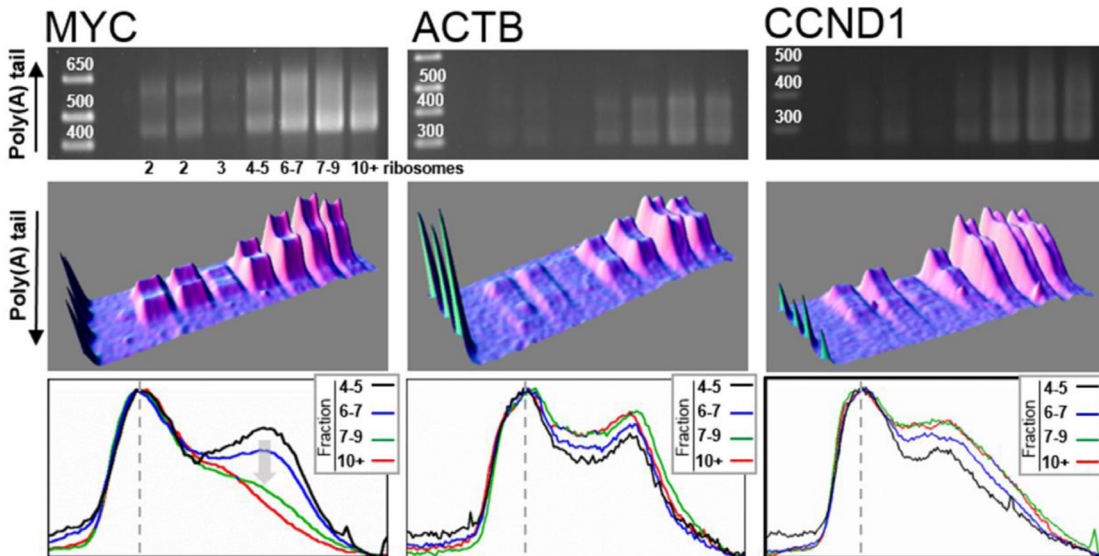 MYC
ACTB
CCND1
Poly(A) tail
650
500
400
500
400
300
500
400
300
2 2 3 4-5 6-7 7-9 10+ ribosomes
Poly(A) tail
Fraction
4-5
6-7
7-9
10+
Fraction
4-5
6-7
7-9
10+
Fraction
4-5
6-7
7-9
10+